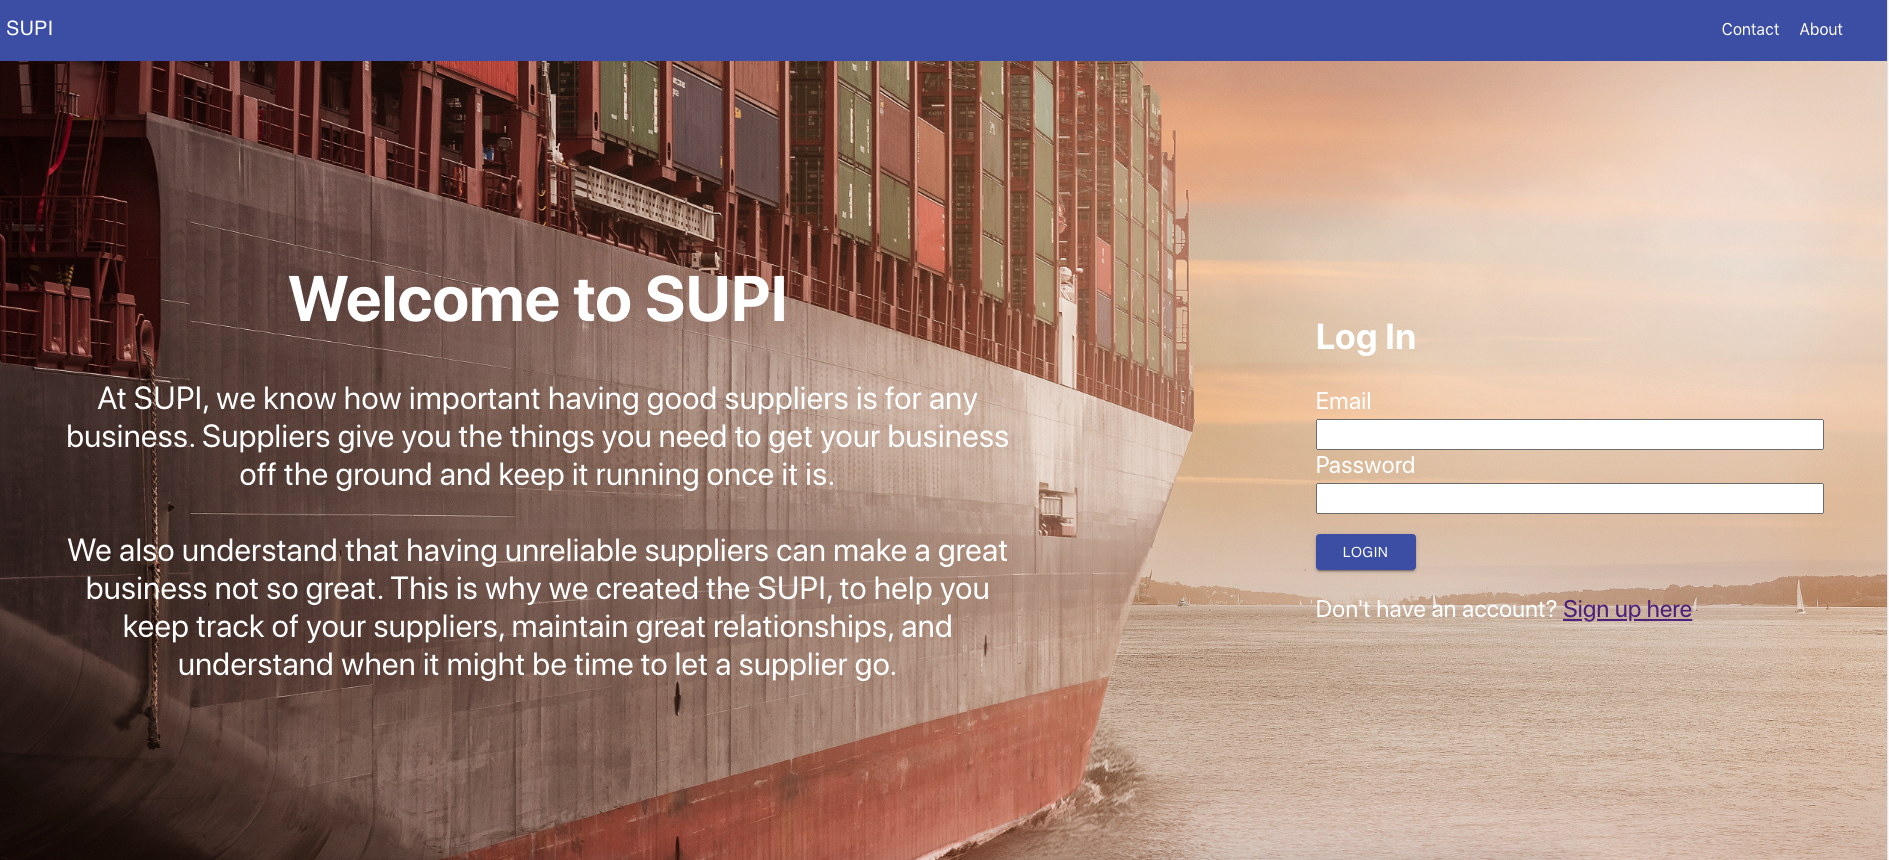 SUPI
Contact About
Welcome to SUPI
At SUPI, we know how important having good suppliers is for any
business. Suppliers give you the things you need to get your business
off the ground and keep it running once it is.
We also understand that having unreliable suppliers can make a great
business not so great. This is why we created the SUPI, to help you
keep track of your suppliers, maintain great relationships, and
understand when it might be time to let a supplier go.
Log In
Email
Password
LOGIN
Don't have an account? Sign up here